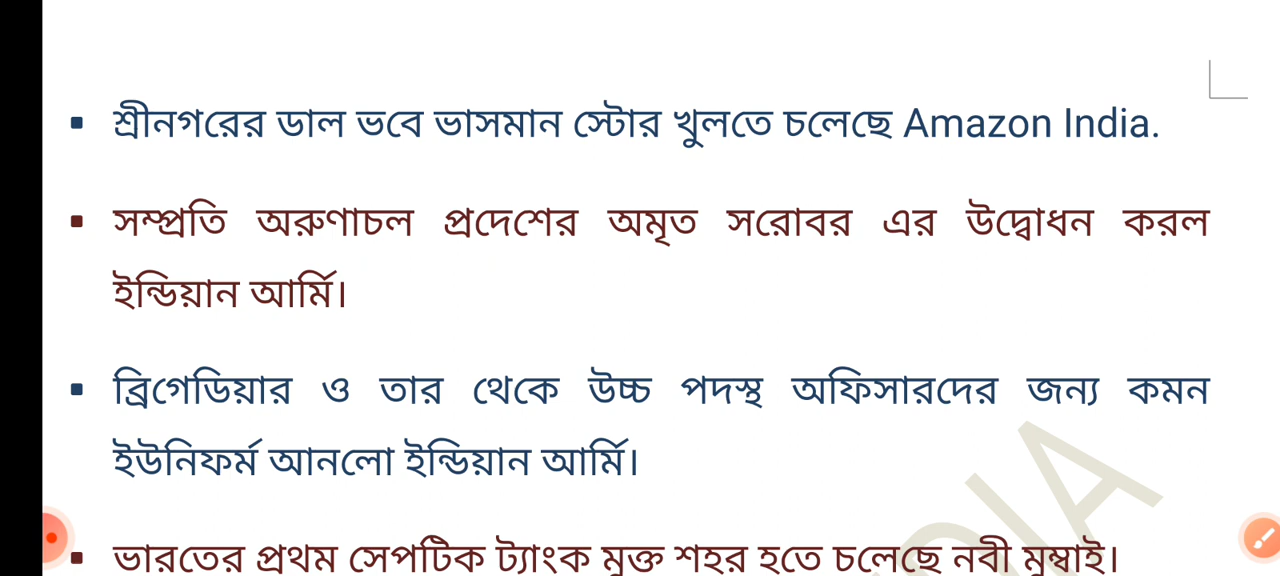 ▪ শ্রীনগরের ডাল ভবে ভাসমান স্টোর খুলতে চলেছে Amazon India.
▪ সম্প্রতি অরুণাচল প্রদেশের অমৃত সরোবর এর উদ্বোধন করল
ইন্ডিয়ান আর্মি।
▪ ব্রিগেডিয়ার ও তার থেকে উচ্চ পদস্থ অফিসারদের জন্য কমন
ইউনিফর্ম আনলো ইন্ডিয়ান আর্মি।
▪ ভারতের প্রথম সেপটিক ট্যাংক মুক্ত শহর হতে চলেছে নবী মুম্বাই।